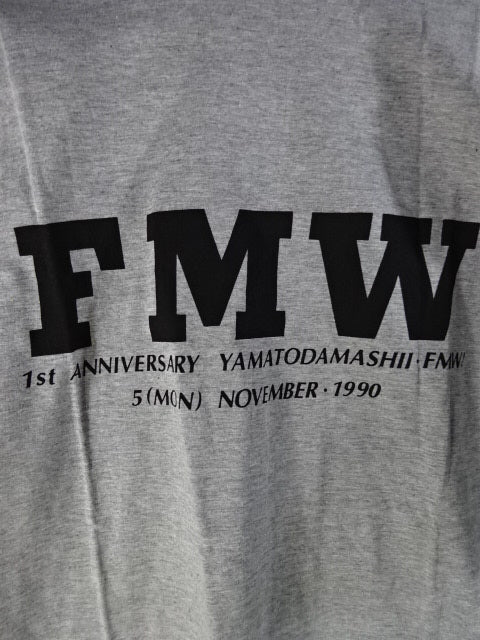 FMW
1st ANNIVERSARY YAMATODAMASHII·FMW!
5(MON) NOVEMBER·1990